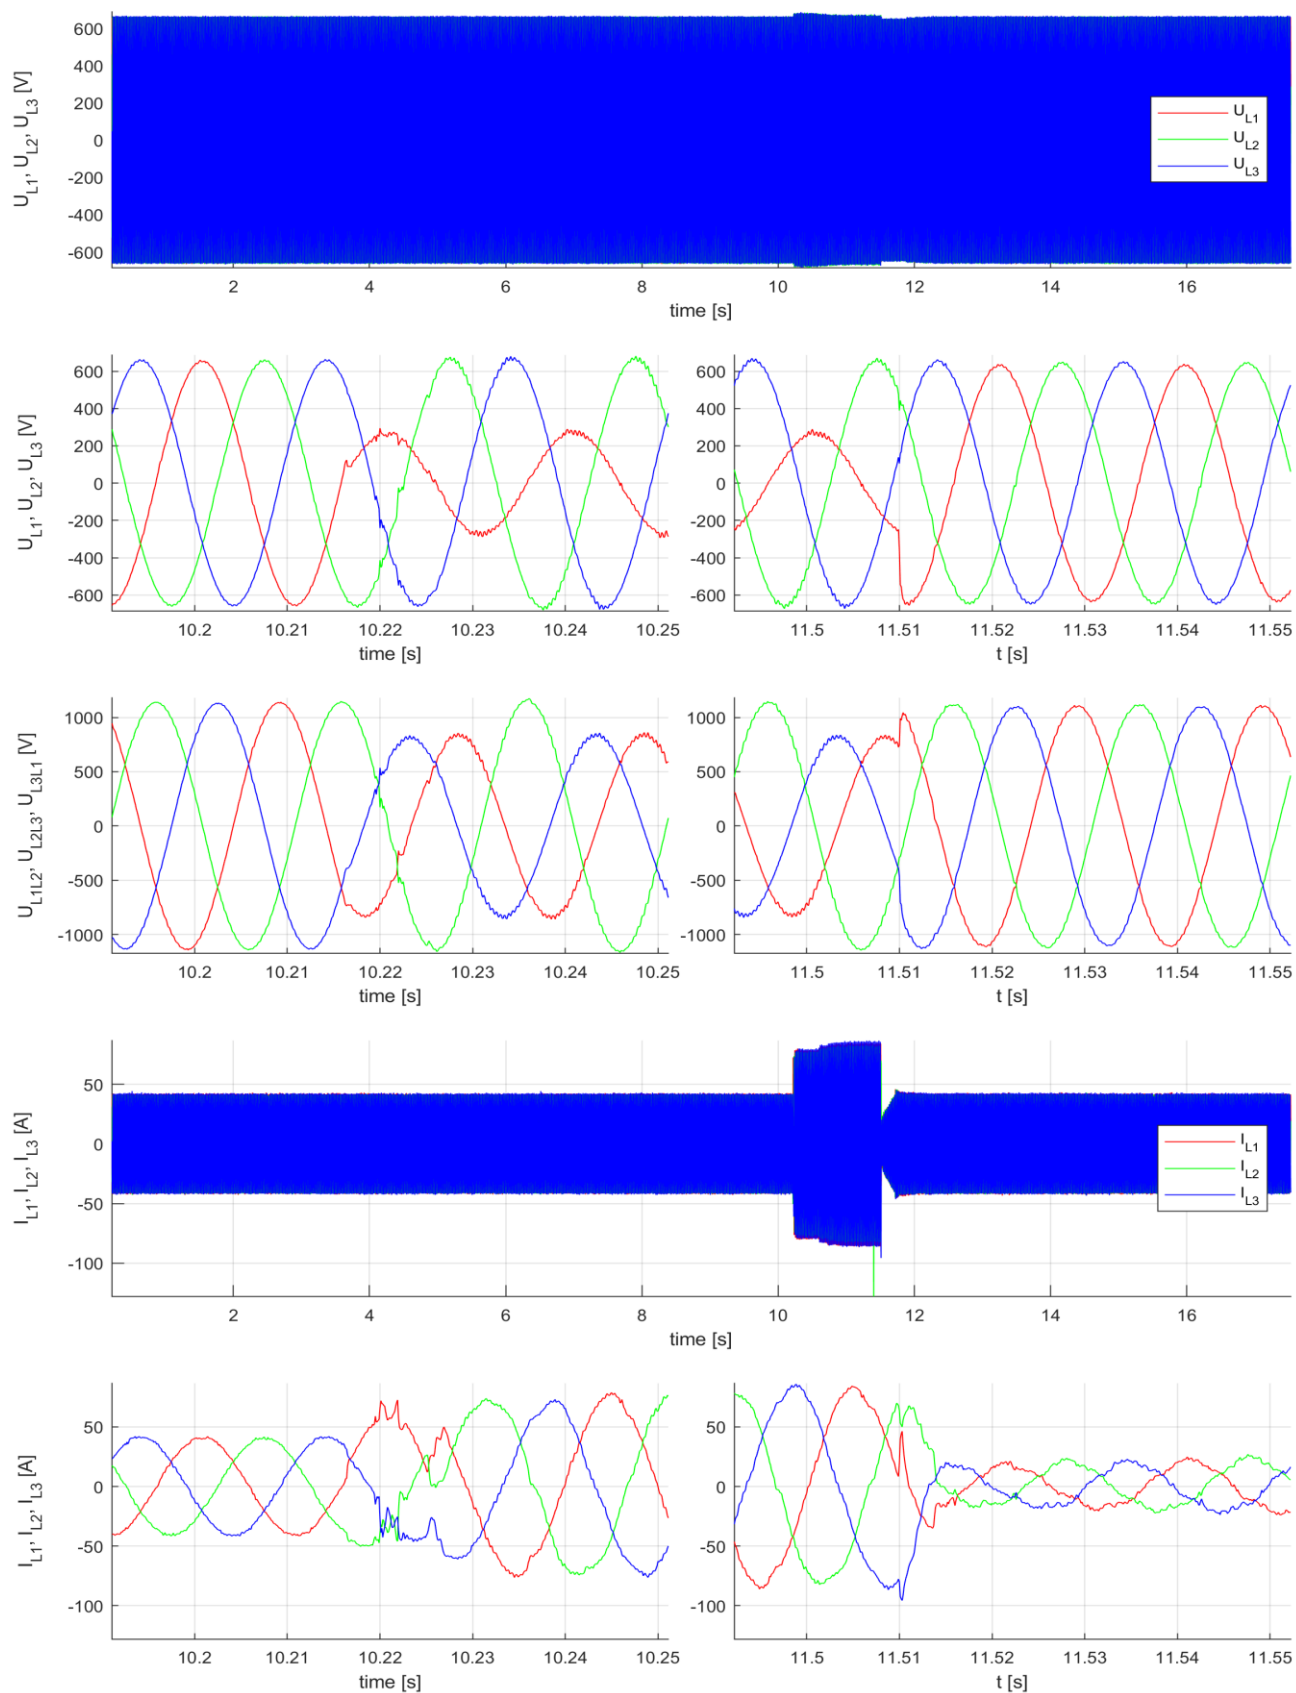 U_L1, U_L2, U_L3 [V]
600
400
200
0
-200
-400
-600
2 4 6 8 10 12 14 16
time [s]
U_L1
U_L2
U_L3
U_L1, U_L2, U_L3 [V]
600
400
200
0
-200
-400
-600
10.2 10.21 10.22 10.23 10.24 10.25
time [s]
600
400
200
0
-200
-400
-600
11.5 11.51 11.52 11.53 11.54 11.55
t [s]
U_L1L2, U_L2L3, U_L3L1 [V]
1000
500
0
-500
-1000
10.2 10.21 10.22 10.23 10.24 10.25
time [s]
1000
500
0
-500
-1000
11.5 11.51 11.52 11.53 11.54 11.55
t [s]
I_L1, I_L2, I_L3 [A]
50
0
-50
-100
2 4 6 8 10 12 14 16
time [s]
I_L1
I_L2
I_L3
I_L1, I_L2, I_L3 [A]
50
0
-50
-100
10.2 10.21 10.22 10.23 10.24 10.25
time [s]
50
0
-50
-100
11.5 11.51 11.52 11.53 11.54 11.55
t [s]